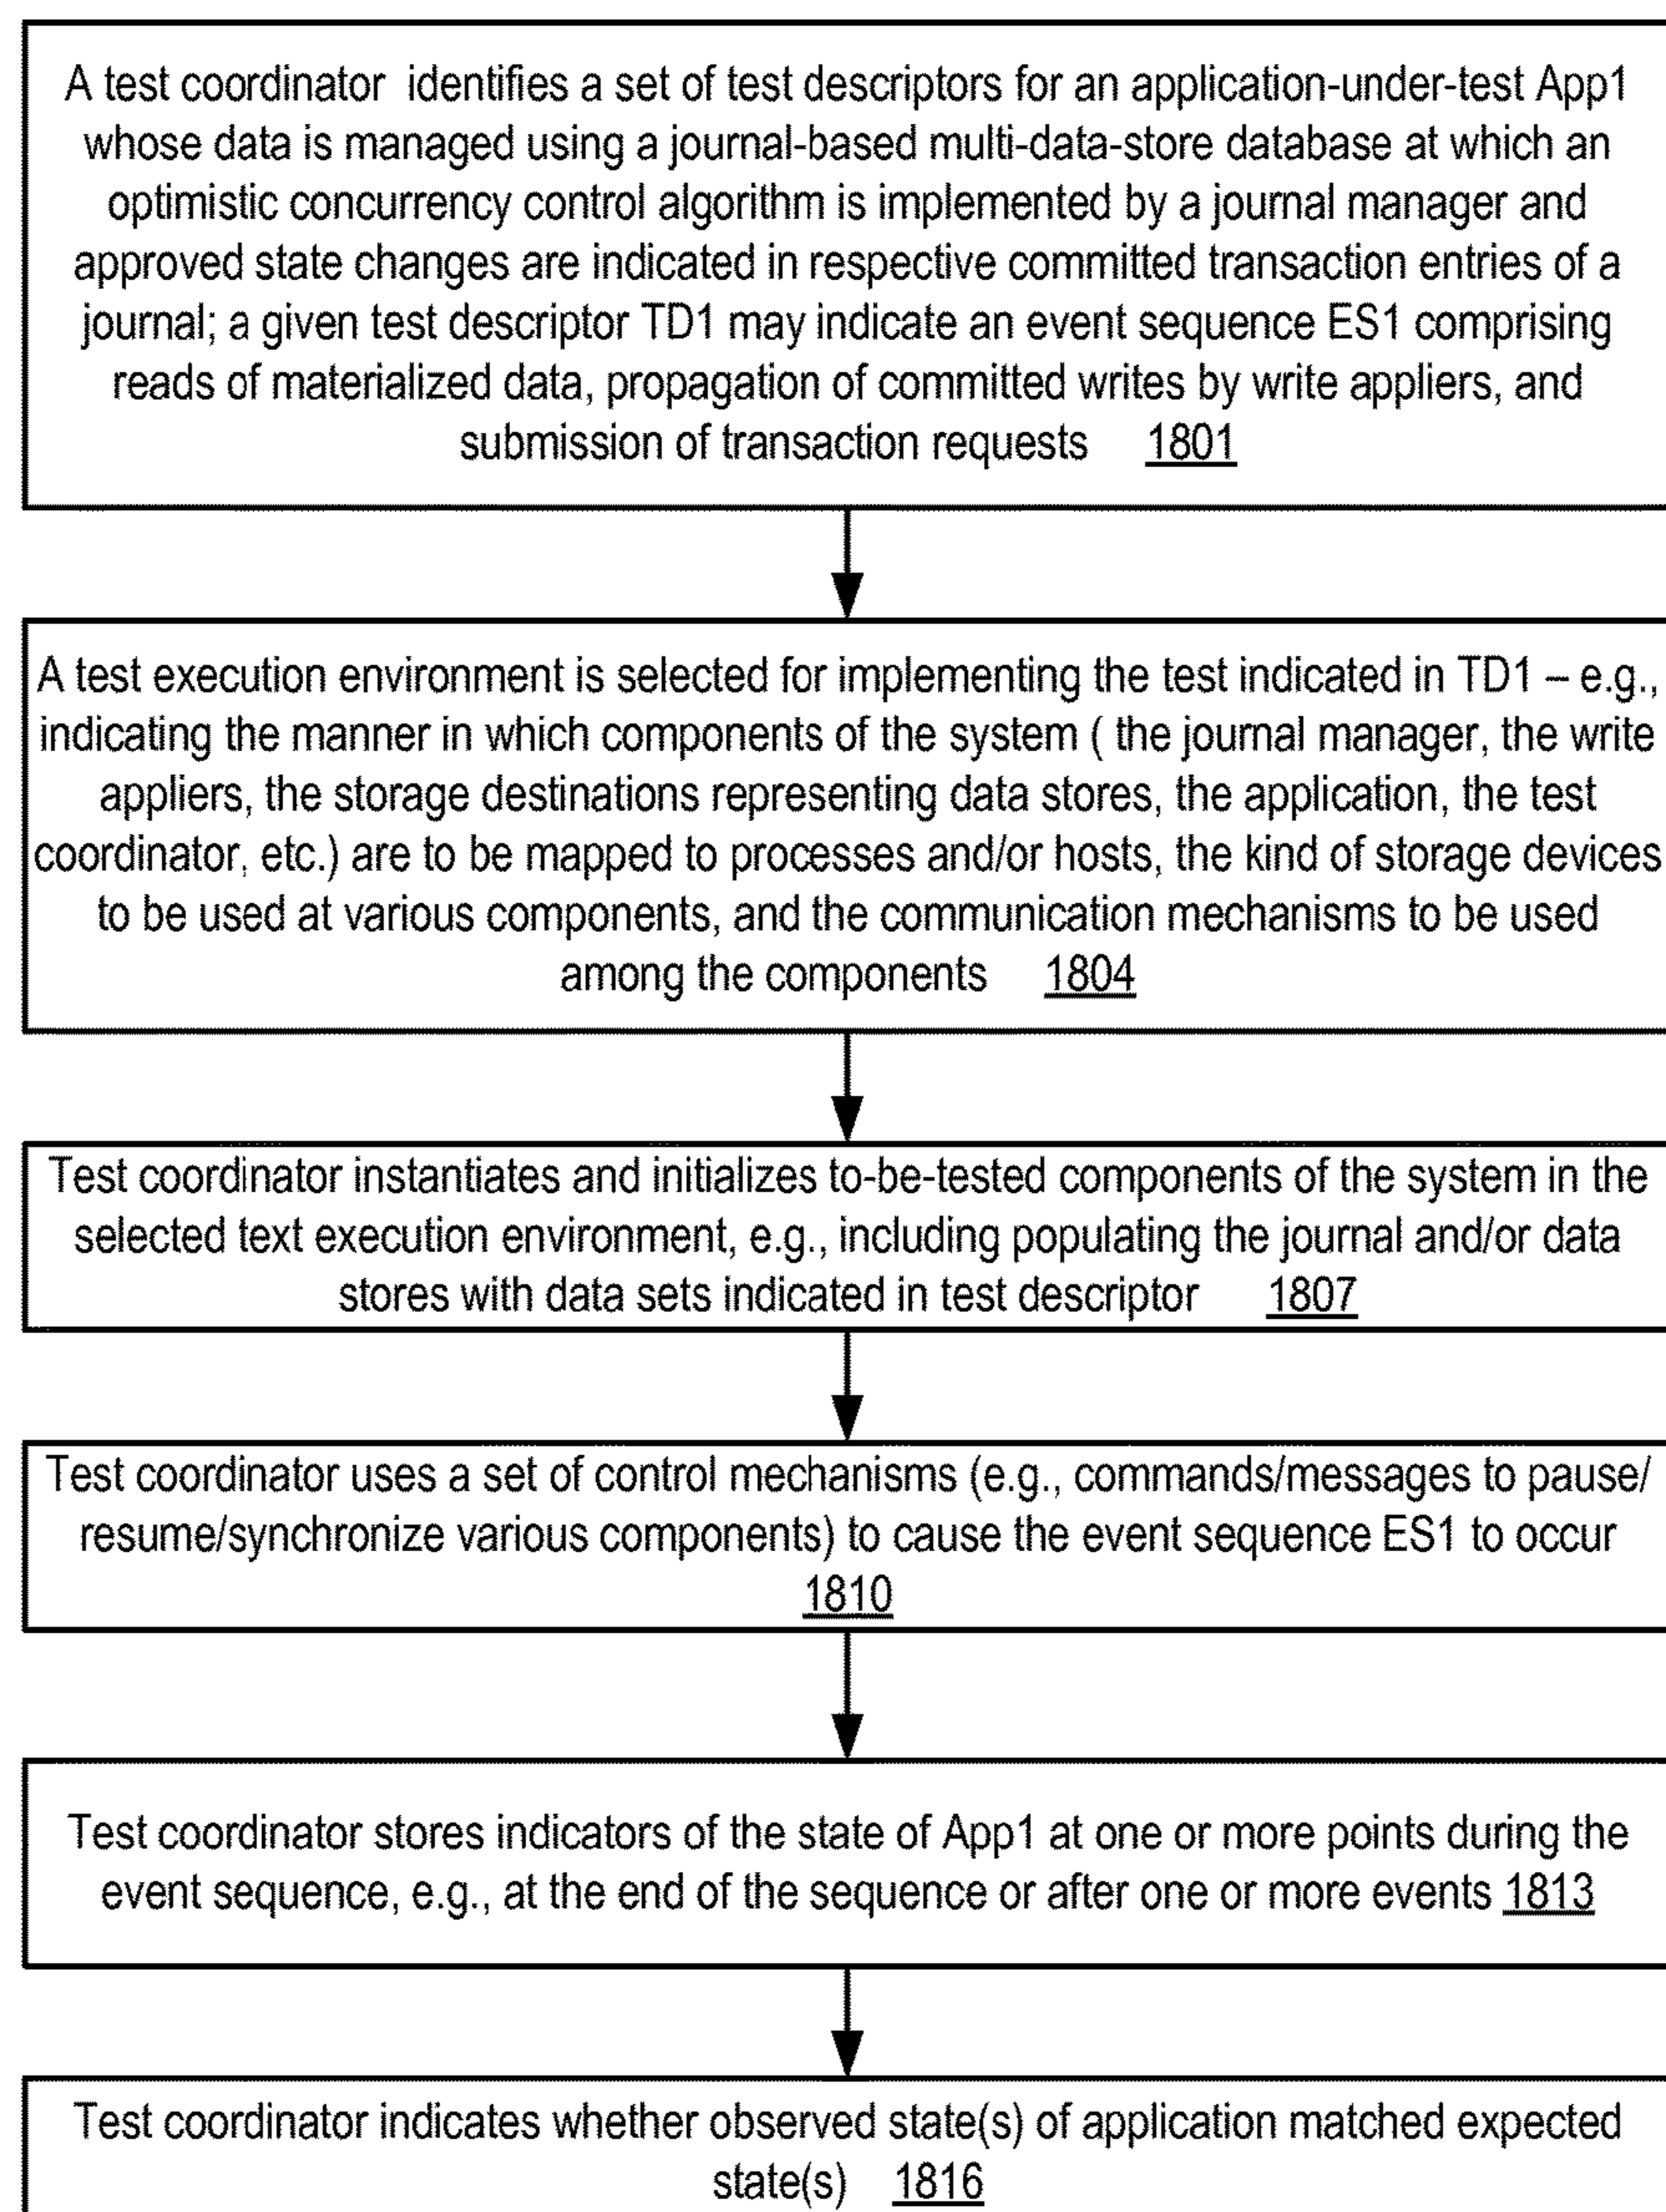 A test coordinator identifies a set of test descriptors for an application-under-test App1
whose data is managed using a journal-based multi-data-store database at which an
optimistic concurrency control algorithm is implemented by a journal manager and
approved state changes are indicated in respective committed transaction entries of a
journal; a given test descriptor TD1 may indicate an event sequence ES1 comprising
reads of materialized data, propagation of committed writes by write appliers, and
submission of transaction requests 1801
A test execution environment is selected for implementing the test indicated in TD1 – e.g.,
indicating the manner in which components of the system ( the journal manager, the write
appliers, the storage destinations representing data stores, the application, the test
coordinator, etc.) are to be mapped to processes and/or hosts, the kind of storage devices
to be used at various components, and the communication mechanisms to be used
among the components 1804
Test coordinator instantiates and initializes to-be-tested components of the system in the
selected text execution environment, e.g., including populating the journal and/or data
stores with data sets indicated in test descriptor 1807
Test coordinator uses a set of control mechanisms (e.g., commands/messages to pause/
resume/synchronize various components) to cause the event sequence ES1 to occur
1810
Test coordinator stores indicators of the state of App1 at one or more points during the
event sequence, e.g., at the end of the sequence or after one or more events 1813
Test coordinator indicates whether observed state(s) of application matched expected
state(s) 1816